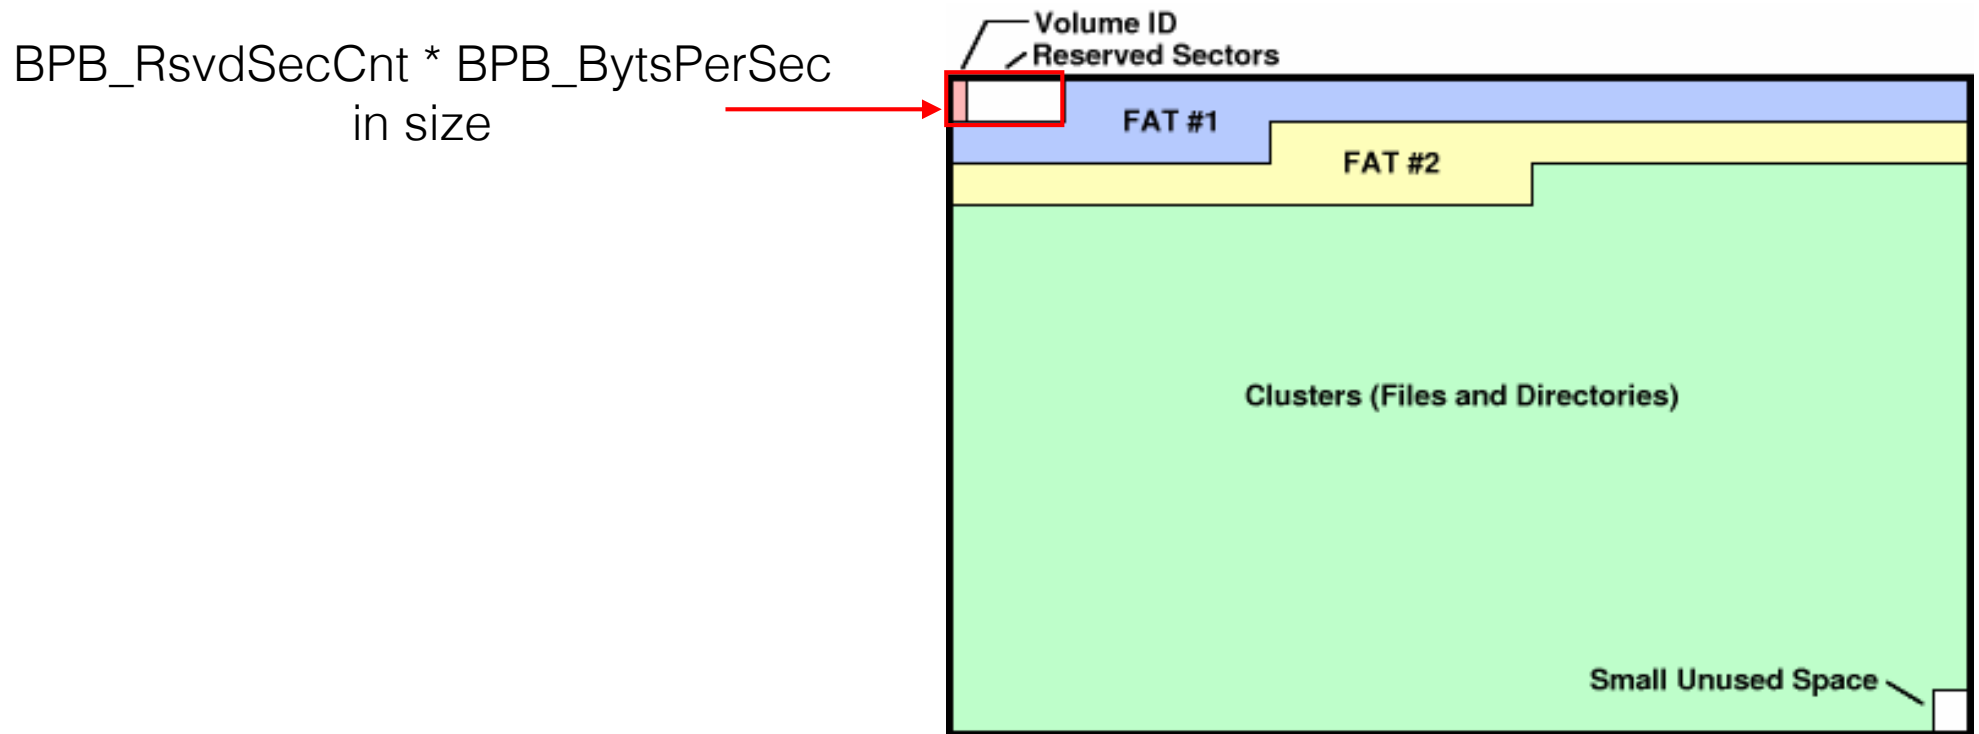 BPB_RsvdSecCnt * BPB_BytsPerSec
in size
Volume ID
Reserved Sectors
FAT #1
FAT #2
Clusters (Files and Directories)
Small Unused Space